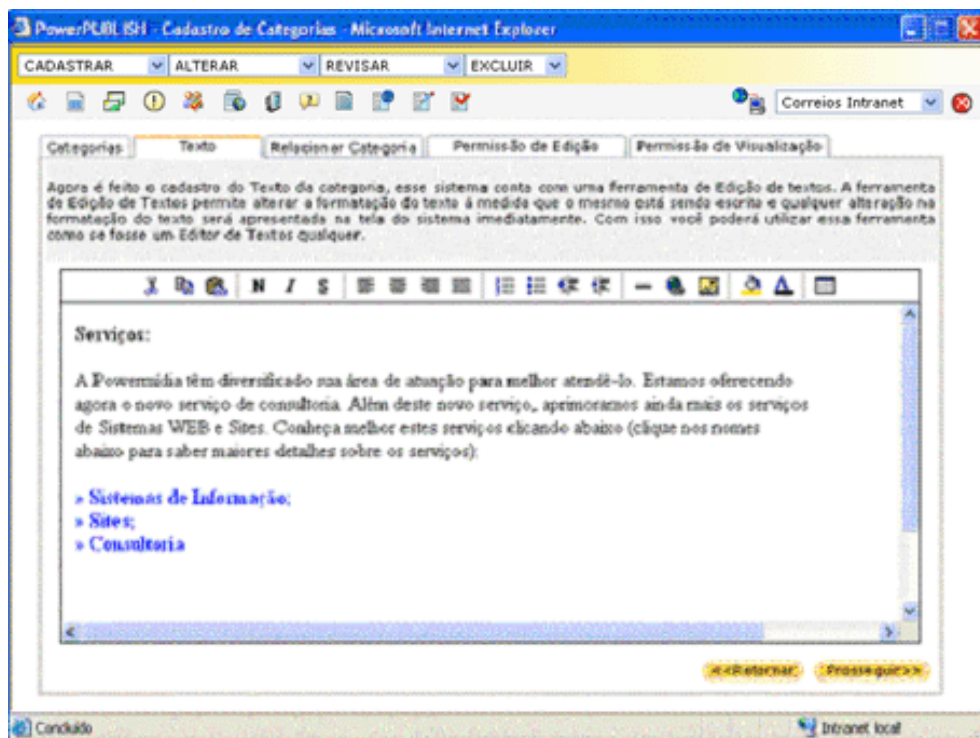 PowerPUBLISH - Cadastro de Categorias - Microsoft Internet Explorer
CADASTRAR ALTERAR REVISAR EXCLUIR
Correios Intranet
Categorias Texto Relacionar Categoria Permissão de Edição Permissão de Visualização
Agora é feito o cadastro do Texto da categoria, esse sistema conta com uma ferramenta de Edição de textos. A ferramenta
de Edição de Textos permite alterar a formatação do texto à medida que o mesmo está sendo escrito e qualquer alteração na
formatação do texto será apresentada na tela do sistema imediatamente. Com isso você poderá utilizar essa ferramenta
como se fosse um Editor de Textos qualquer.
N I S
Serviços:
A Powermídia têm diversificado sua área de atuação para melhor atendê-lo. Estamos oferecendo
agora o novo serviço de consultoria. Além deste novo serviço, aprimoramos ainda mais os serviços
de Sistemas WEB e Sites. Conheça melhor estes serviços clicando abaixo (clique nos nomes
abaixo para saber maiores detalhes sobre os serviços):
» Sistemas de Informação;
» Sites;
» Consultoria
<<Retornar Prosseguir>>
Concluído Intranet local